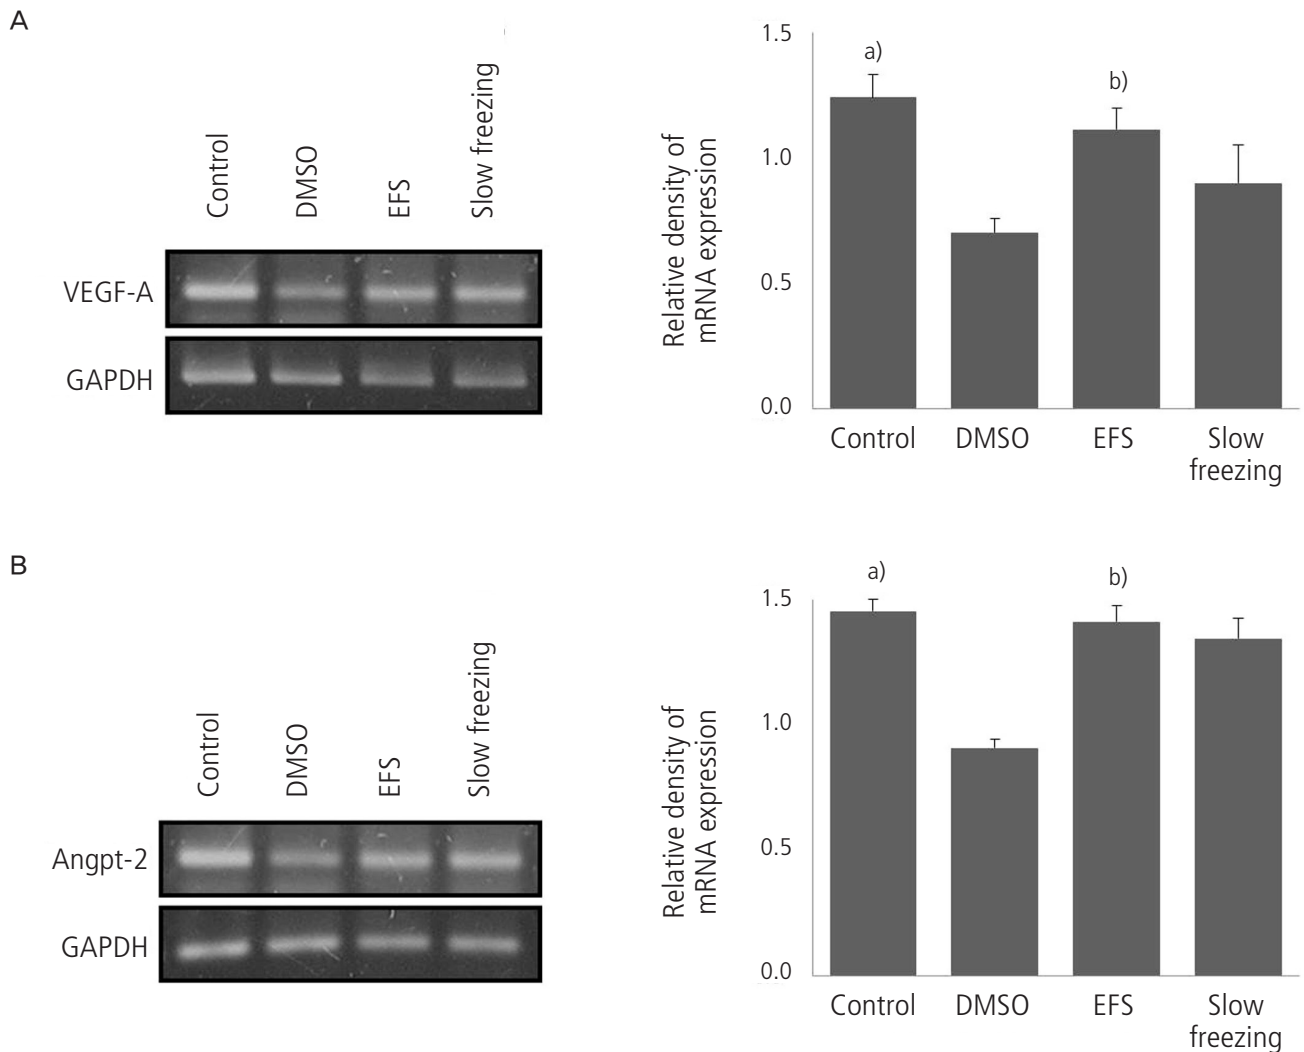 A
Control
DMSO
EFS
Slow freezing
VEGF-A
GAPDH
Relative density of
mRNA expression
1.5
1.0
0.5
0.0
a)
b)
Control
DMSO
EFS
Slow
freezing
B
Control
DMSO
EFS
Slow freezing
Angpt-2
GAPDH
Relative density of
mRNA expression
1.5
1.0
0.5
0.0
a)
b)
Control
DMSO
EFS
Slow
freezing